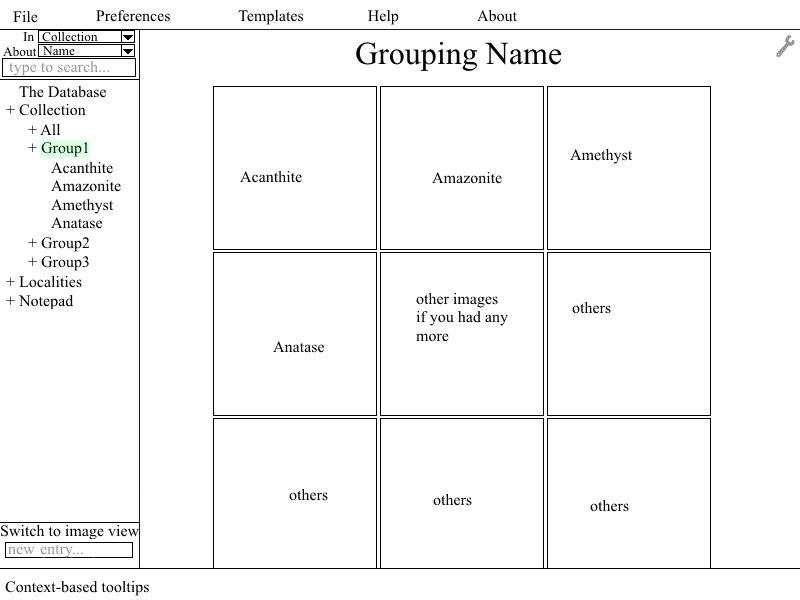 File Preferences Templates Help About
In Collection
About Name
type to search...
The Database
+ Collection
+ All
+ Group1
Acanthite
Amazonite
Amethyst
Anatase
+ Group2
+ Group3
+ Localities
+ Notepad
Switch to image view
new entry...
Grouping Name
Acanthite
Amazonite
Amethyst
Anatase
other images
if you had any
more
others
others
others
others
Context-based tooltips